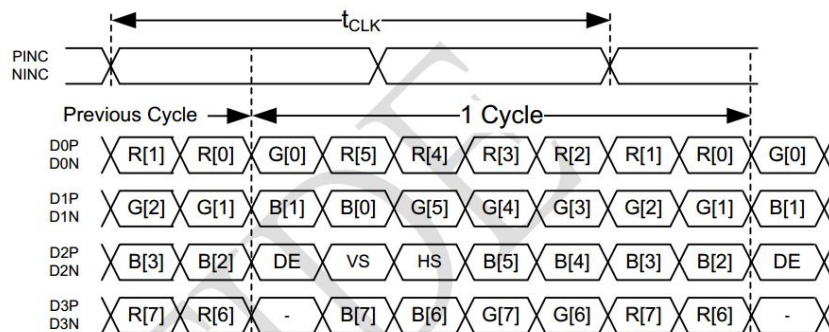 tCLK
PINC
NINC
Previous Cycle
1 Cycle
D0P
D0N
R[1] R[0] G[0] R[5] R[4] R[3] R[2] R[1] R[0] G[0]
D1P
D1N
G[2] G[1] B[1] B[0] G[5] G[4] G[3] G[2] G[1] B[1]
D2P
D2N
B[3] B[2] DE VS HS B[5] B[4] B[3] B[2] DE
D3P
D3N
R[7] R[6] - B[7] B[6] G[7] G[6] R[7] R[6] -